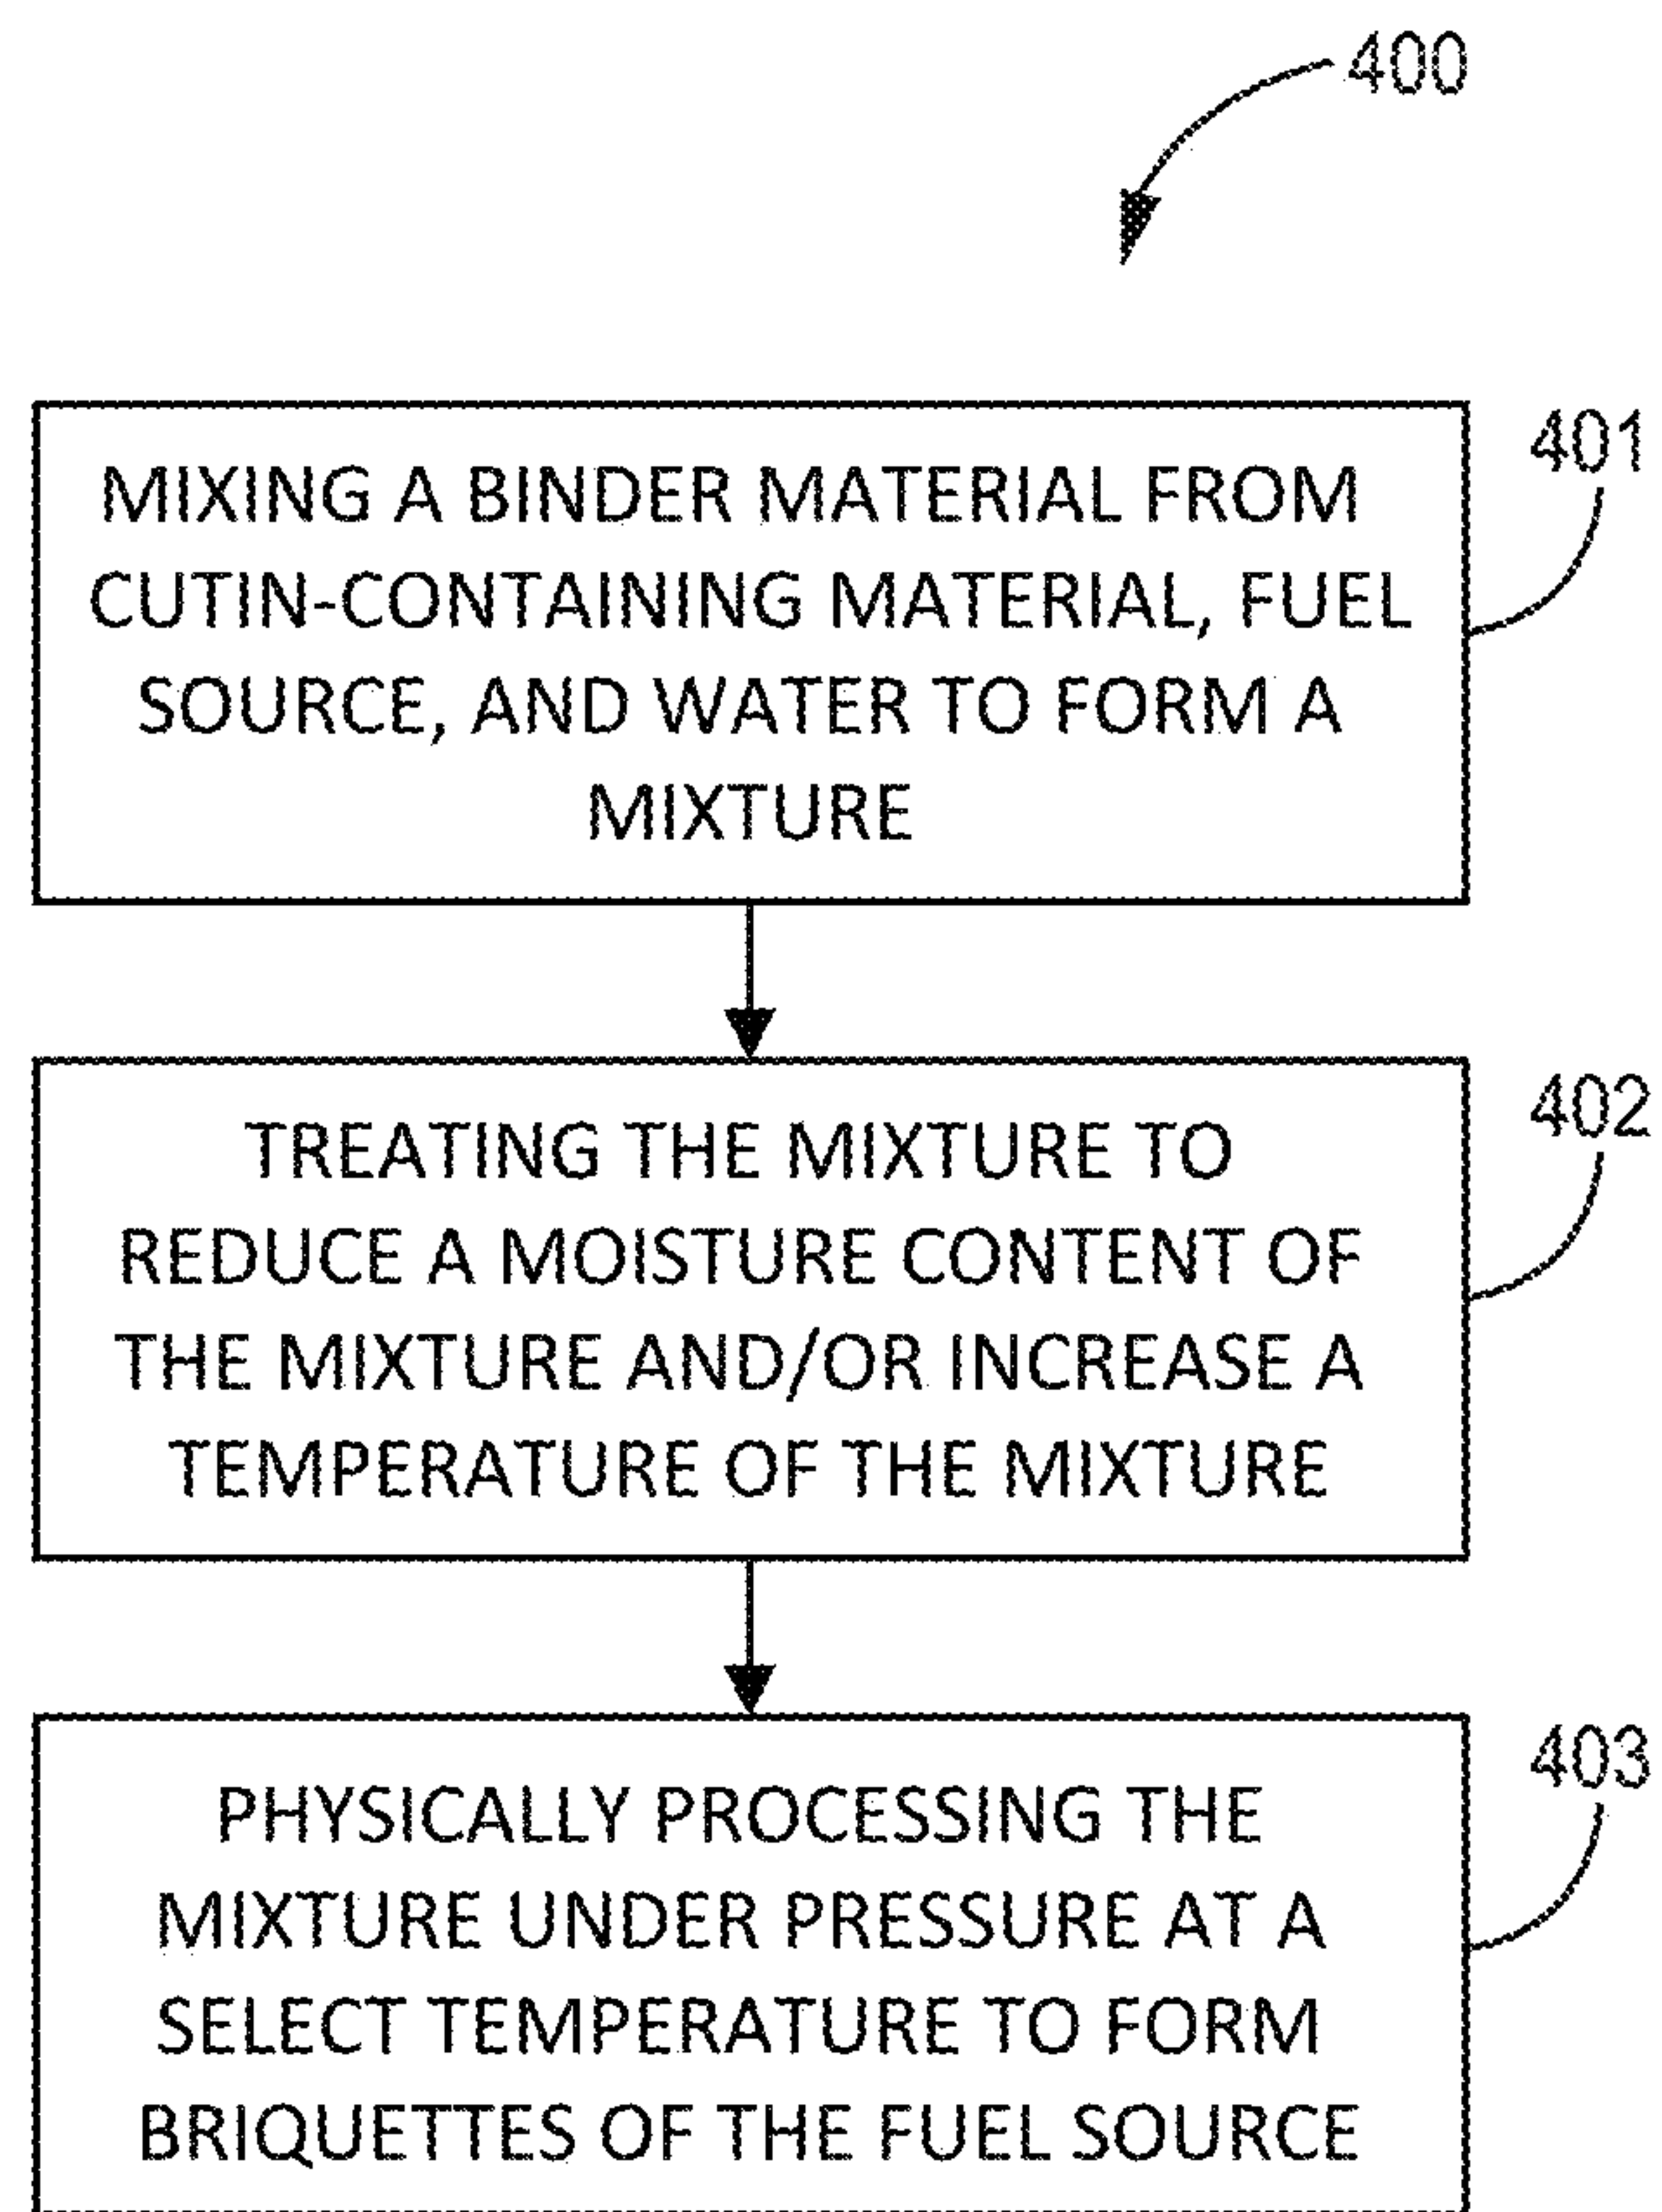 400
401
MIXING A BINDER MATERIAL FROM
CUTIN-CONTAINING MATERIAL, FUEL
SOURCE, AND WATER TO FORM A
MIXTURE
402
TREATING THE MIXTURE TO
REDUCE A MOISTURE CONTENT OF
THE MIXTURE AND/OR INCREASE A
TEMPERATURE OF THE MIXTURE
403
PHYSICALLY PROCESSING THE
MIXTURE UNDER PRESSURE AT A
SELECT TEMPERATURE TO FORM
BRIQUETTES OF THE FUEL SOURCE